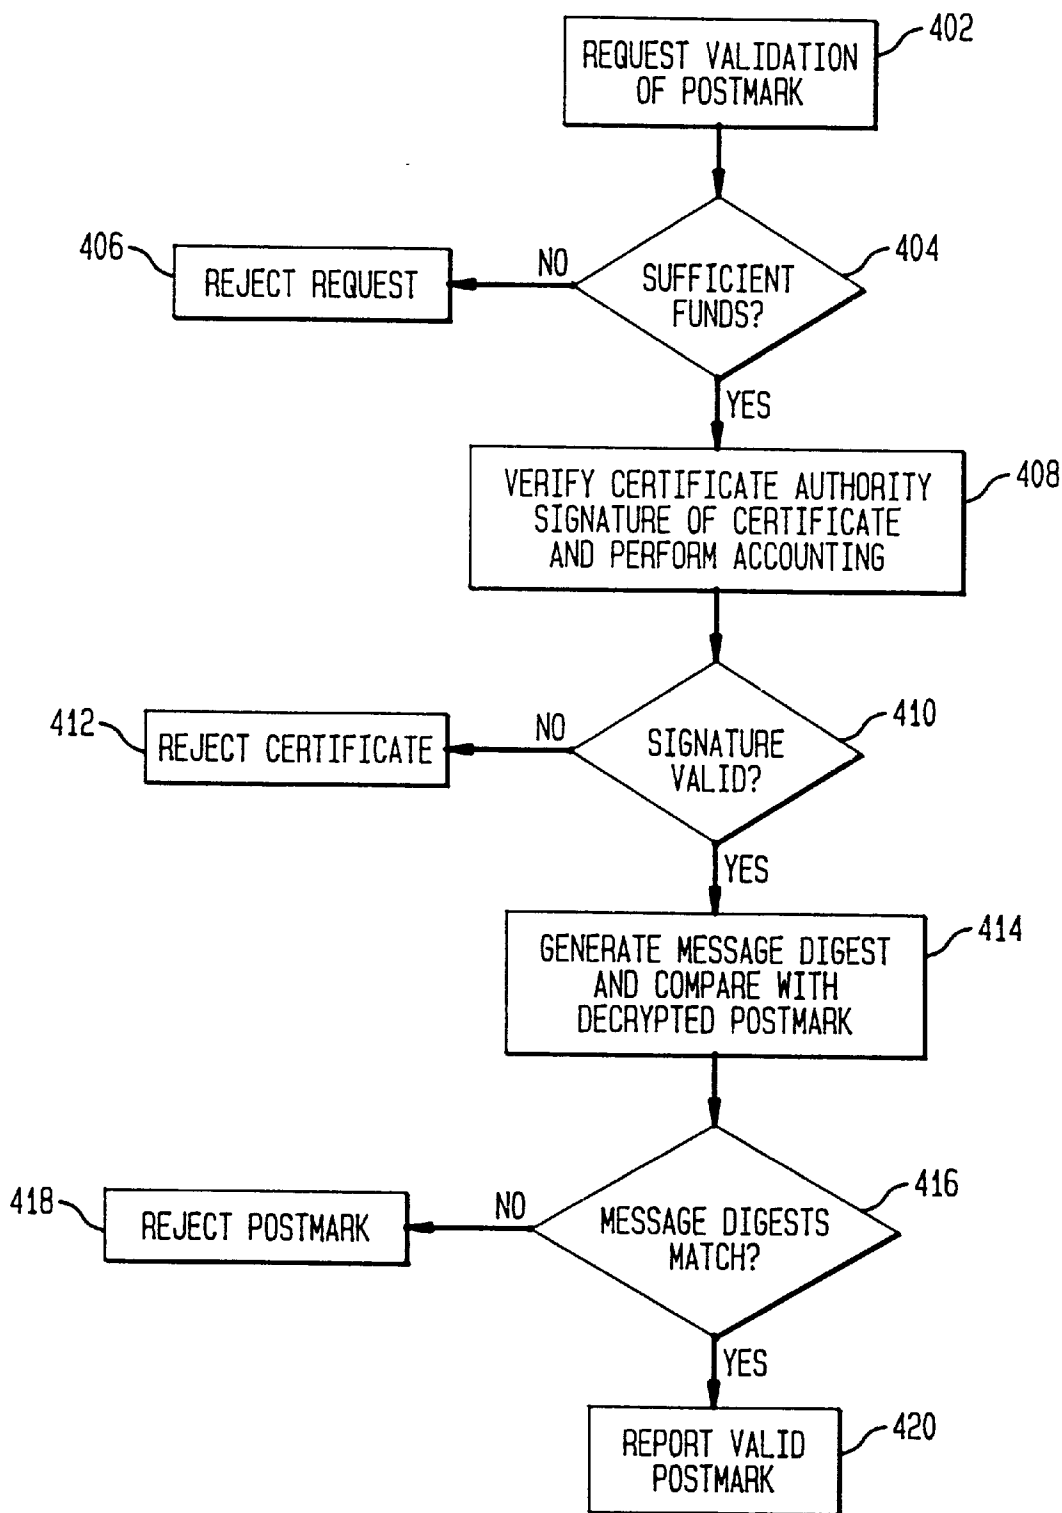 402
REQUEST VALIDATION
OF POSTMARK
406
REJECT REQUEST
NO
404
SUFFICIENT
FUNDS?
YES
408
VERIFY CERTIFICATE AUTHORITY
SIGNATURE OF CERTIFICATE
AND PERFORM ACCOUNTING
412
REJECT CERTIFICATE
NO
410
SIGNATURE
VALID?
YES
414
GENERATE MESSAGE DIGEST
AND COMPARE WITH
DECRYPTED POSTMARK
418
REJECT POSTMARK
NO
416
MESSAGE DIGESTS
MATCH?
YES
420
REPORT VALID
POSTMARK